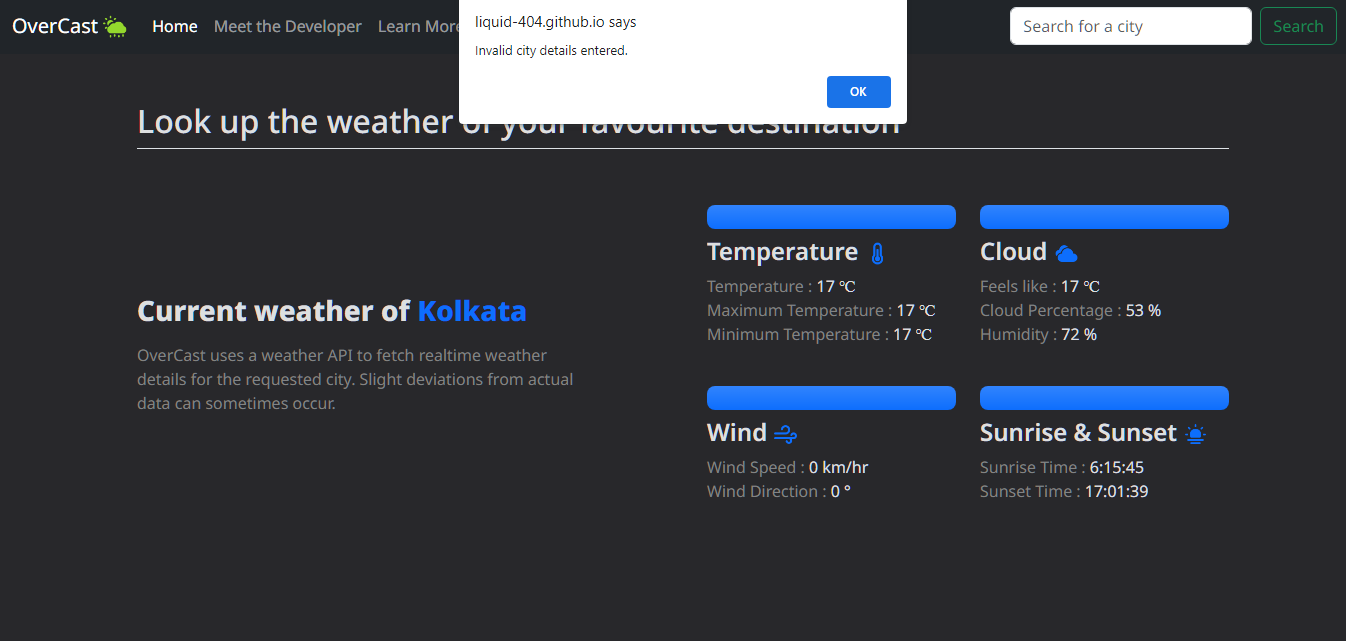 OverCast Home Meet the Developer Learn More Search for a city Search
liquid-404.github.io says
Invalid city details entered.
OK
Look up the weather of your favourite destination
Current weather of Kolkata
OverCast uses a weather API to fetch realtime weather
details for the requested city. Slight deviations from actual
data can sometimes occur.
Temperature
Temperature : 17 ℃
Maximum Temperature : 17 ℃
Minimum Temperature : 17 ℃
Cloud
Feels like : 17 ℃
Cloud Percentage : 53 %
Humidity : 72 %
Wind
Wind Speed : 0 km/hr
Wind Direction : 0 °
Sunrise & Sunset
Sunrise Time : 6:15:45
Sunset Time : 17:01:39